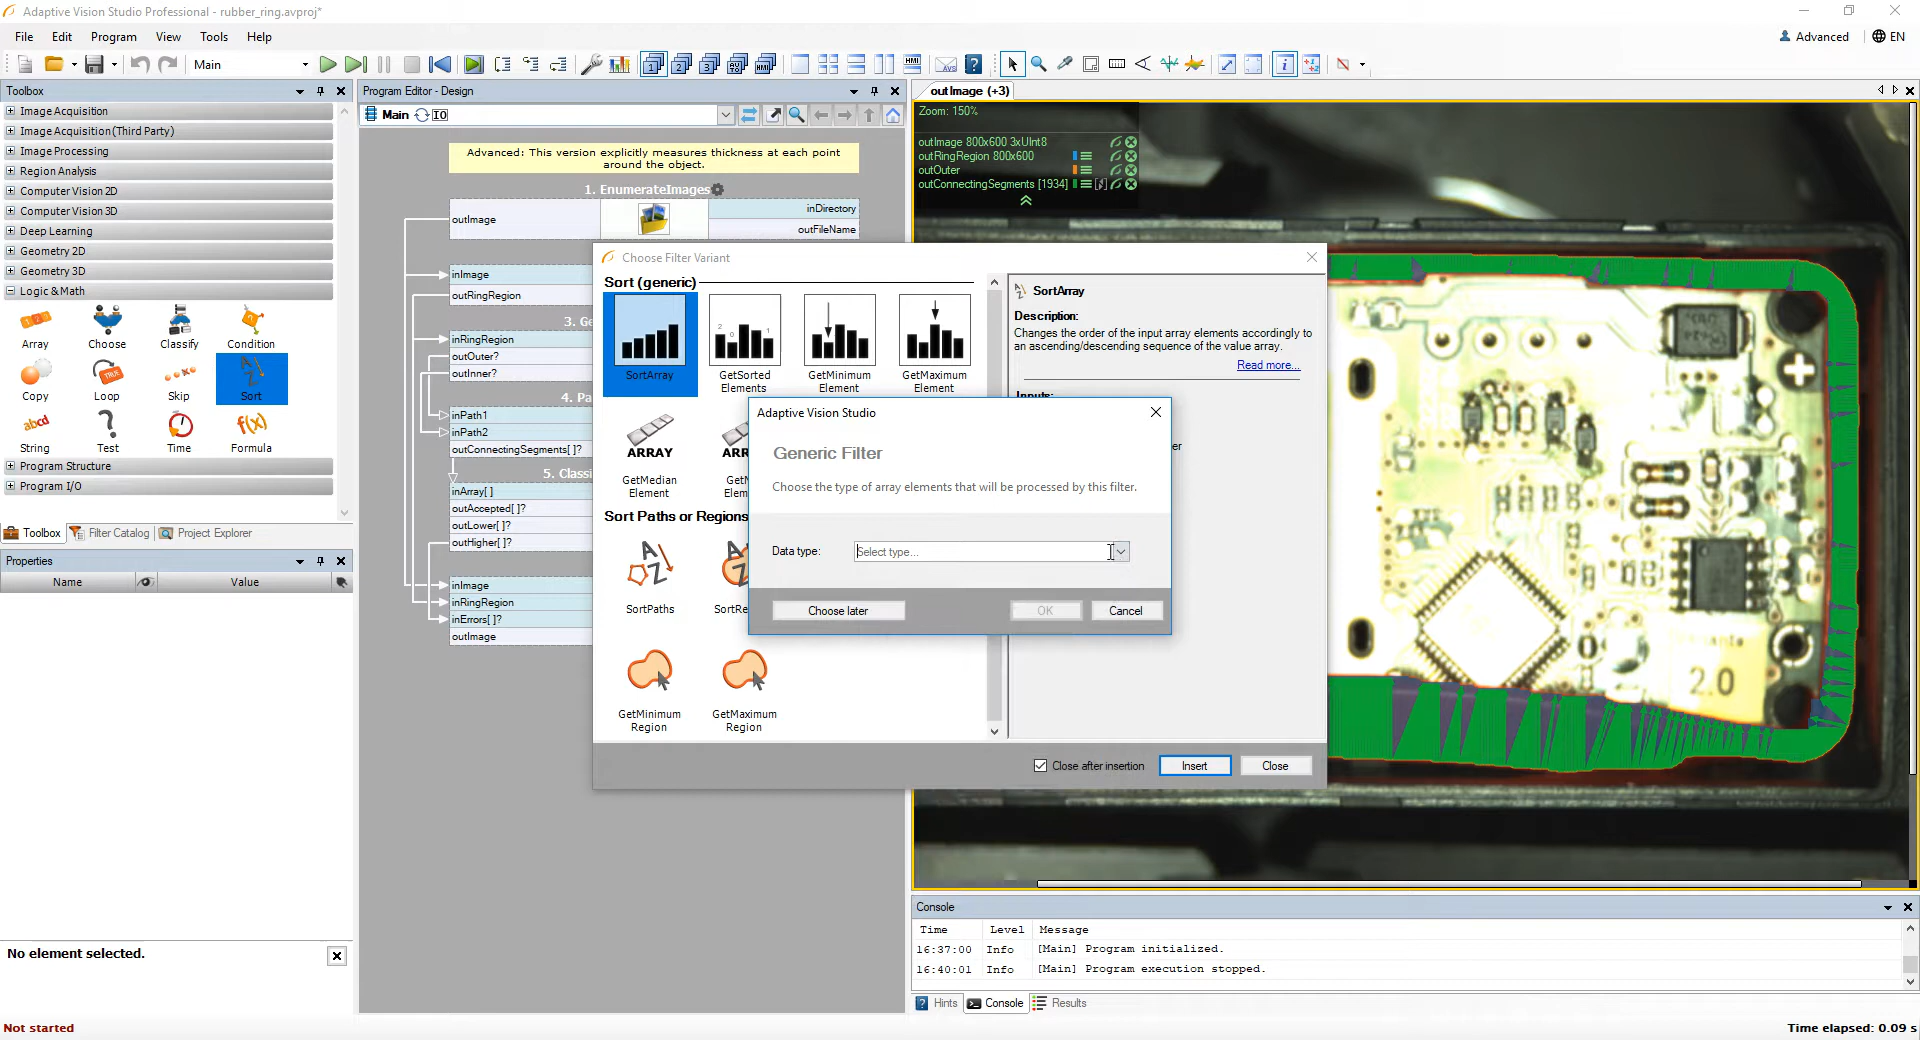 Adaptive Vision Studio Professional - rubber_ring.avproj*
File Edit Program View Tools Help
Advanced EN
Main
Toolbox
Image Acquisition
Image Acquisition (Third Party)
Image Processing
Region Analysis
Computer Vision 2D
Computer Vision 3D
Deep Learning
Geometry 2D
Geometry 3D
Logic & Math
Array Choose Classify Condition
Copy Loop Skip Sort
String Test Time Formula
Program Structure
Program I/O
Toolbox Filter Catalog Project Explorer
Properties
Name Value
No element selected.
Not started
Program Editor - Design
Main IO
Advanced: This version explicitly measures thickness at each point
around the object.
1. EnumerateImages
outImage
inDirectory
outFileName
inImage
outRingRegion
3. Ge
inRingRegion
outOuter?
outInner?
4. Pa
inPath1
inPath2
outConnectingSegments[ ]?
5. Classi
inArray[ ]
outAccepted[ ]?
outLower[ ]?
outHigher[ ]?
inImage
inRingRegion
inErrors[ ]?
outImage
Choose Filter Variant
Sort (generic)
SortArray
GetSorted
Elements
GetMinimum
Element
GetMaximum
Element
ARRAY
GetMedian
Element
Sort Paths or Regions
SortPaths
GetMinimum
Region
GetMaximum
Region
SortArray
Description:
Changes the order of the input array elements accordingly to
an ascending/descending sequence of the value array.
Read more...
Inputs:
Close after insertion Insert Close
Adaptive Vision Studio
Generic Filter
Choose the type of array elements that will be processed by this filter.
Data type: Select type...
Choose later OK Cancel
outImage (+3)
Zoom: 150%
outImage 800x600 3xUInt8
outRingRegion 800x600
outOuter
outConnectingSegments [1934]
2.0
Console
Time Level Message
16:37:00 Info [Main] Program initialized.
16:40:01 Info [Main] Program execution stopped.
Hints Console Results
Time elapsed: 0.09 s